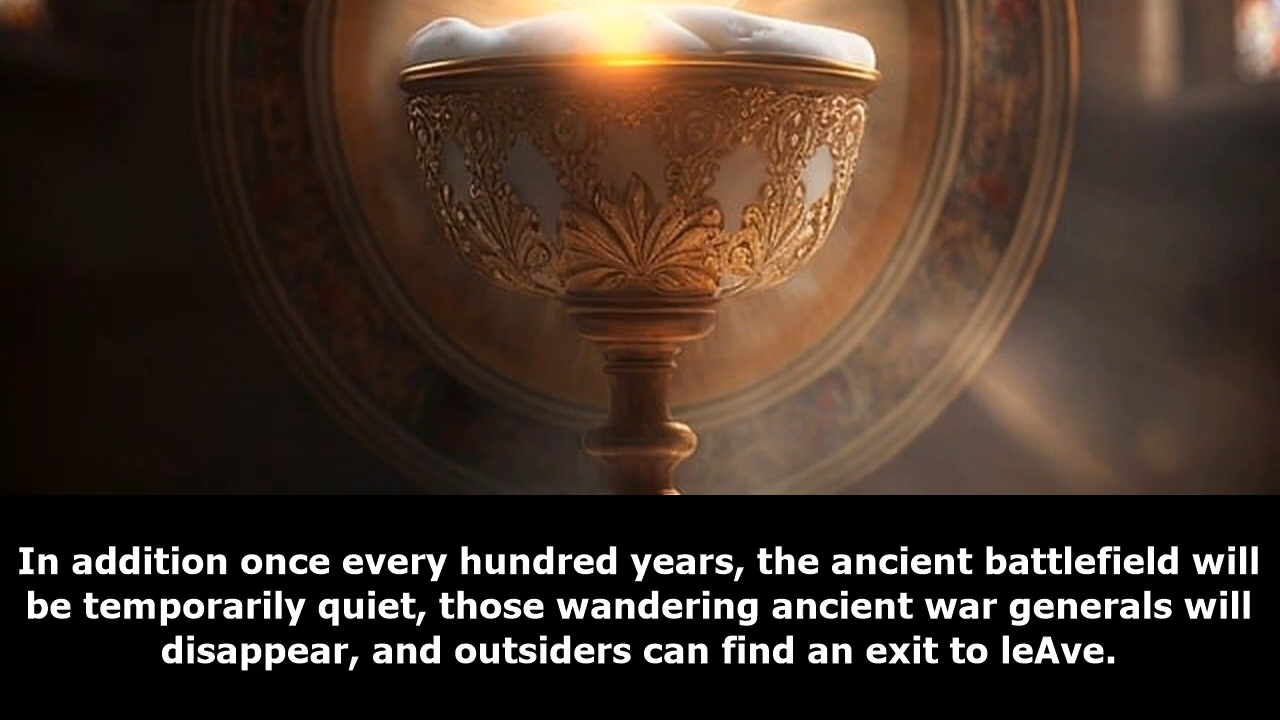 In addition once every hundred years, the ancient battlefield will
be temporarily quiet, those wandering ancient war generals will
disappear, and outsiders can find an exit to leAve.